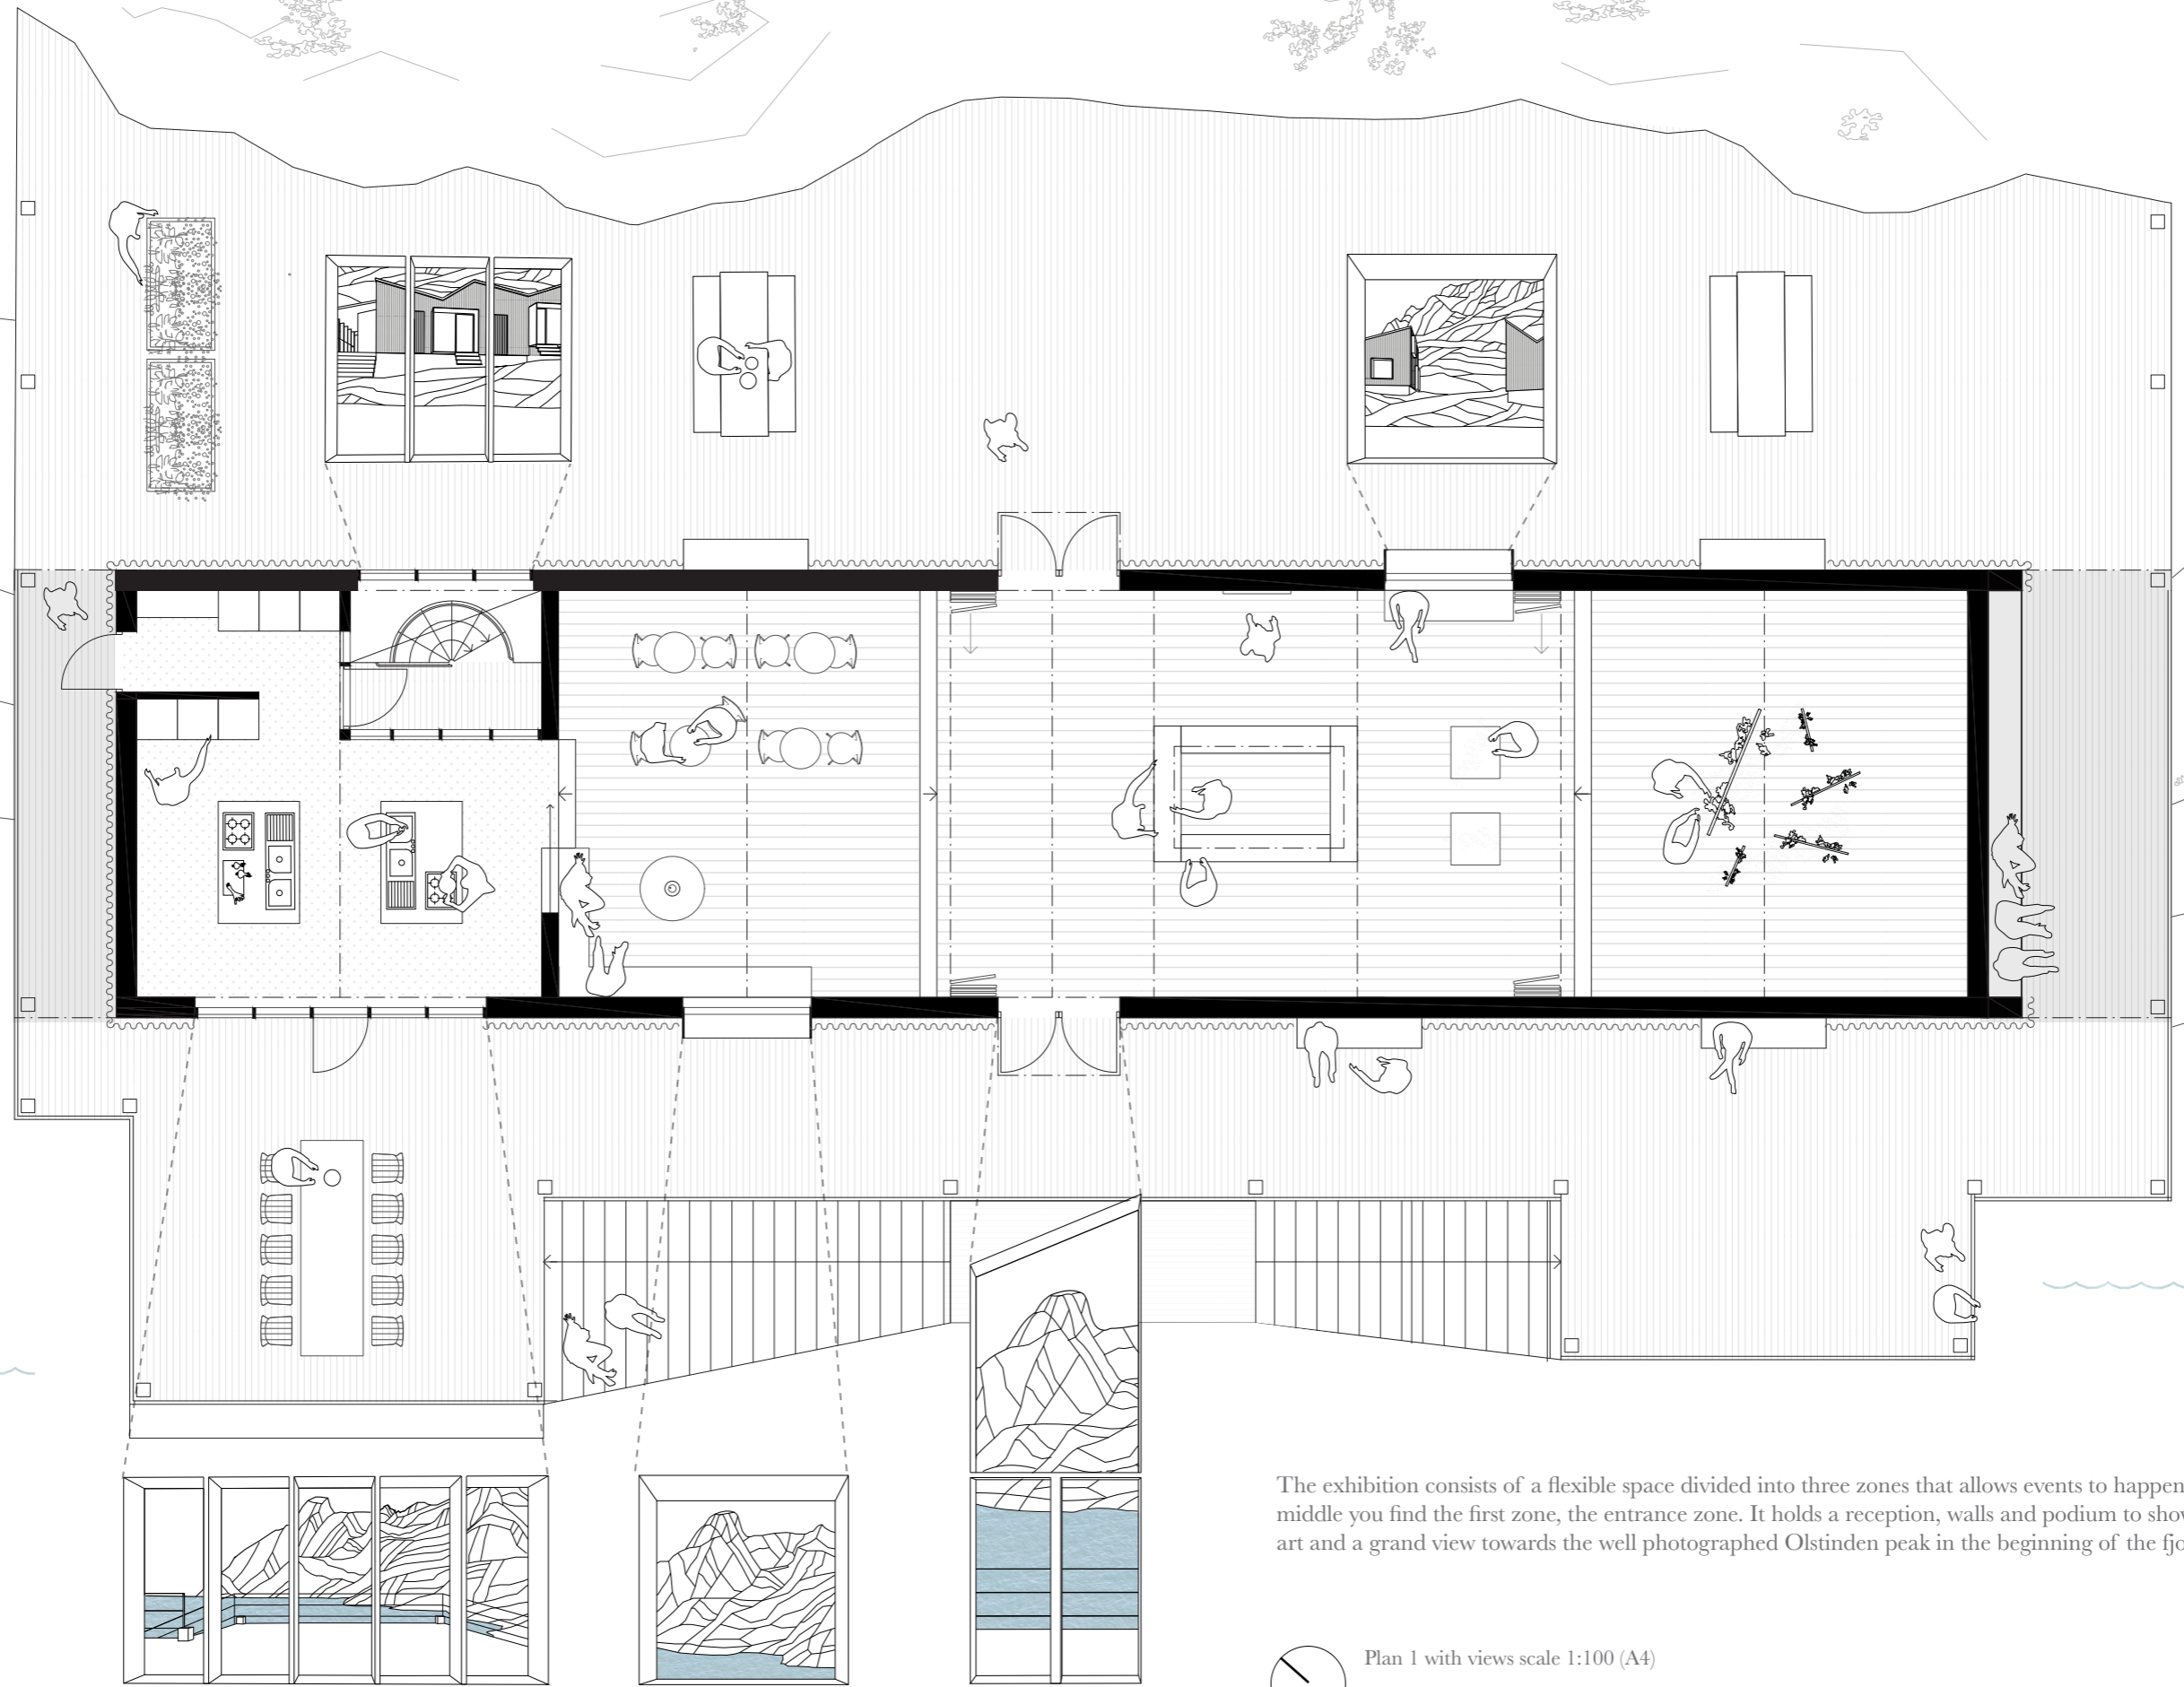 The exhibition consists of a flexible space divided into three zones that allows events to happen
middle you find the first zone, the entrance zone. It holds a reception, walls and podium to
art and a grand view towards the well photographed Olstinden peak in the beginning of the
Plan 1 with views scale 1:100 (A4)